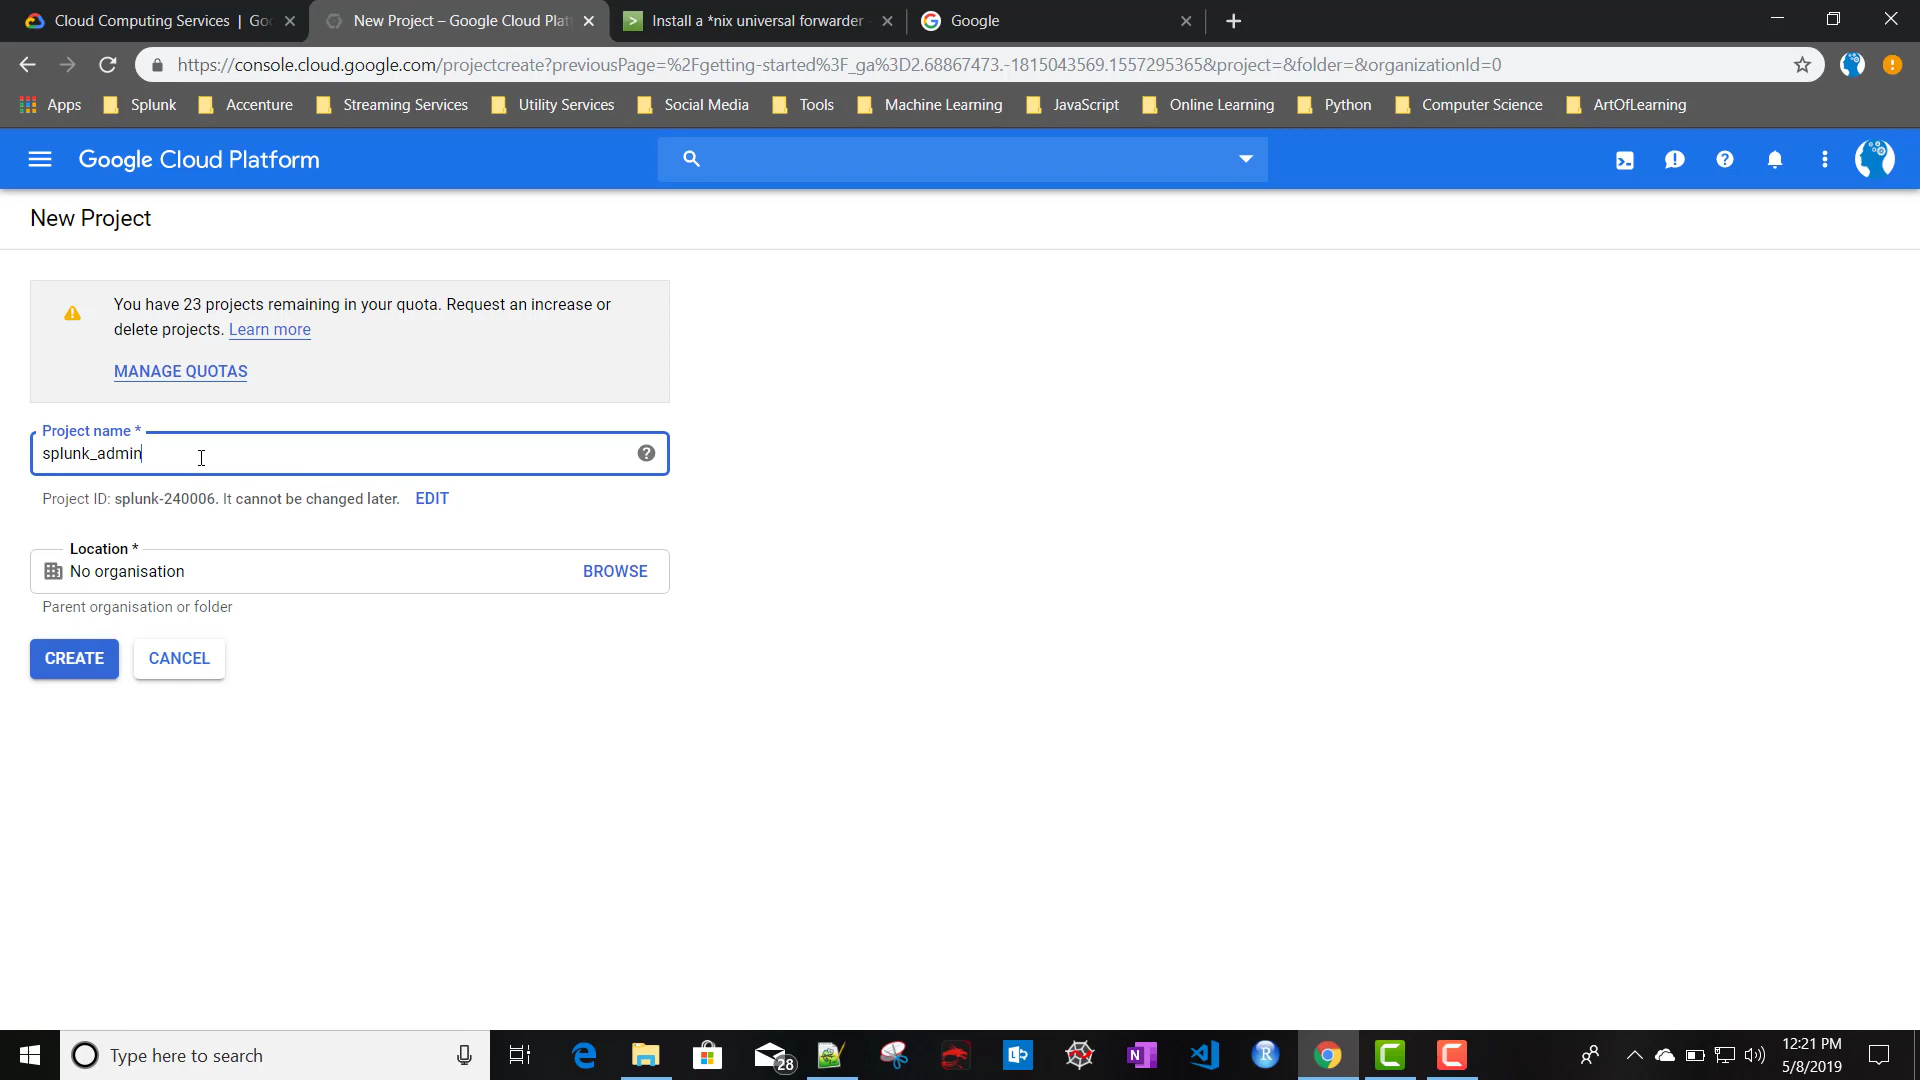 Cloud Computing Services | Goo
New Project – Google Cloud Plat
Install a *nix universal forwarder
Google
https://console.cloud.google.com/projectcreate?previousPage=%2Fgetting-started%3F_ga%3D2.68867473.-1815043569.1557295365&project=&folder=&organizationId=0
Apps Splunk Accenture Streaming Services Utility Services Social Media Tools Machine Learning JavaScript Online Learning Python Computer Science ArtOfLearning
Google Cloud Platform
New Project
You have 23 projects remaining in your quota. Request an increase or
delete projects. Learn more
MANAGE QUOTAS
Project name *
splunk_admin
Project ID: splunk-240006. It cannot be changed later. EDIT
Location *
No organisation BROWSE
Parent organisation or folder
CREATE CANCEL
Type here to search
28
12:21 PM
5/8/2019